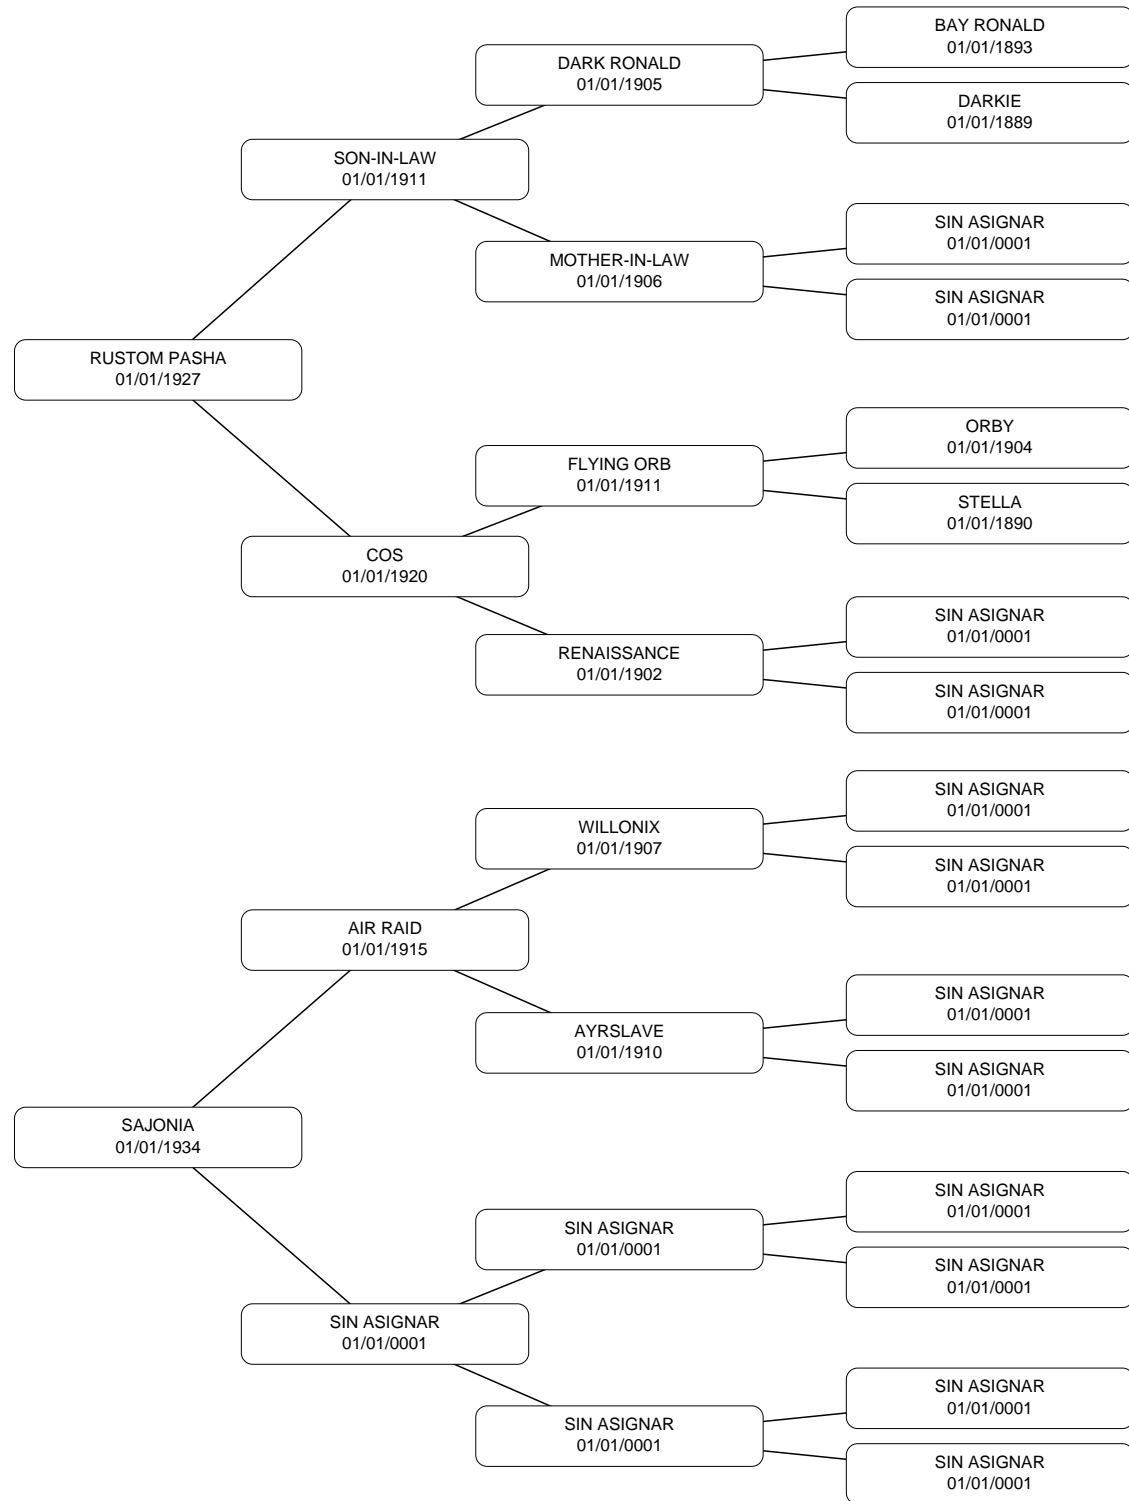 BAY RONALD
01/01/1893
DARK RONALD
01/01/1905
DARKIE
01/01/1889
SON-IN-LAW
01/01/1911
SIN ASIGNAR
01/01/0001
MOTHER-IN-LAW
01/01/1906
SIN ASIGNAR
01/01/0001
RUSTOM PASHA
01/01/1927
ORBY
01/01/1904
FLYING ORB
01/01/1911
STELLA
01/01/1890
COS
01/01/1920
SIN ASIGNAR
01/01/0001
RENAISSANCE
01/01/1902
SIN ASIGNAR
01/01/0001
SIN ASIGNAR
01/01/0001
WILLONIX
01/01/1907
SIN ASIGNAR
01/01/0001
AIR RAID
01/01/1915
SIN ASIGNAR
01/01/0001
AYRSLAVE
01/01/1910
SIN ASIGNAR
01/01/0001
SAJONIA
01/01/1934
SIN ASIGNAR
01/01/0001
SIN ASIGNAR
01/01/0001
SIN ASIGNAR
01/01/0001
SIN ASIGNAR
01/01/0001
SIN ASIGNAR
01/01/0001
SIN ASIGNAR
01/01/0001
SIN ASIGNAR
01/01/0001